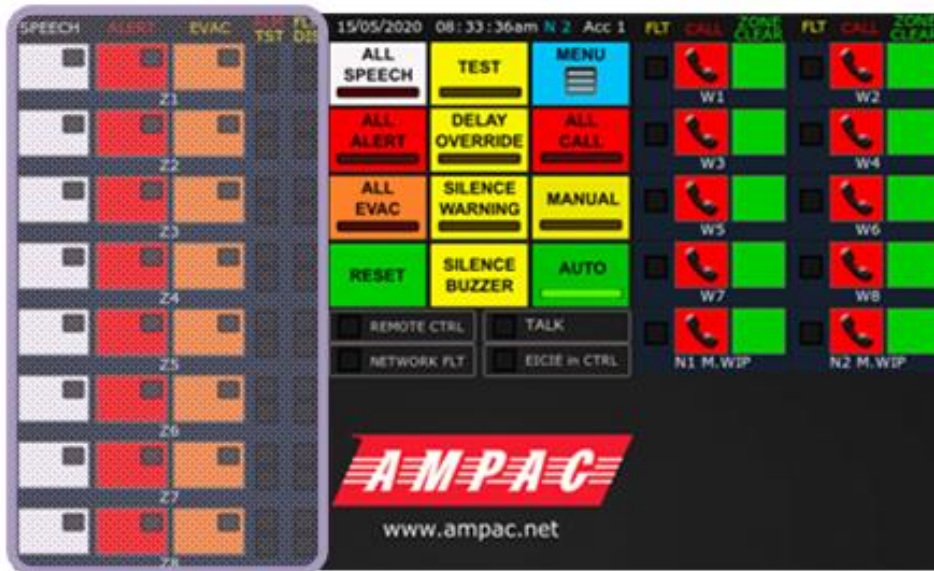 SPEECH ALERT EVAC TST DIS
Z1
Z2
Z3
Z4
Z5
Z6
Z7
Z8
15/05/2020 08:33:36am N 2 Acc 1
ALL SPEECH
TEST
MENU
ALL ALERT
DELAY OVERRIDE
ALL CALL
ALL EVAC
SILENCE WARNING
MANUAL
RESET
SILENCE BUZZER
AUTO
REMOTE CTRL
TALK
NETWORK FLT
EICIE in CTRL
AMPAC
www.ampac.net
FLT CALL ZONE CLEAR FLT CALL ZONE CLEAR
W1 W2
W3 W4
W5 W6
W7 W8
N1 M.WIP N2 M.WIP